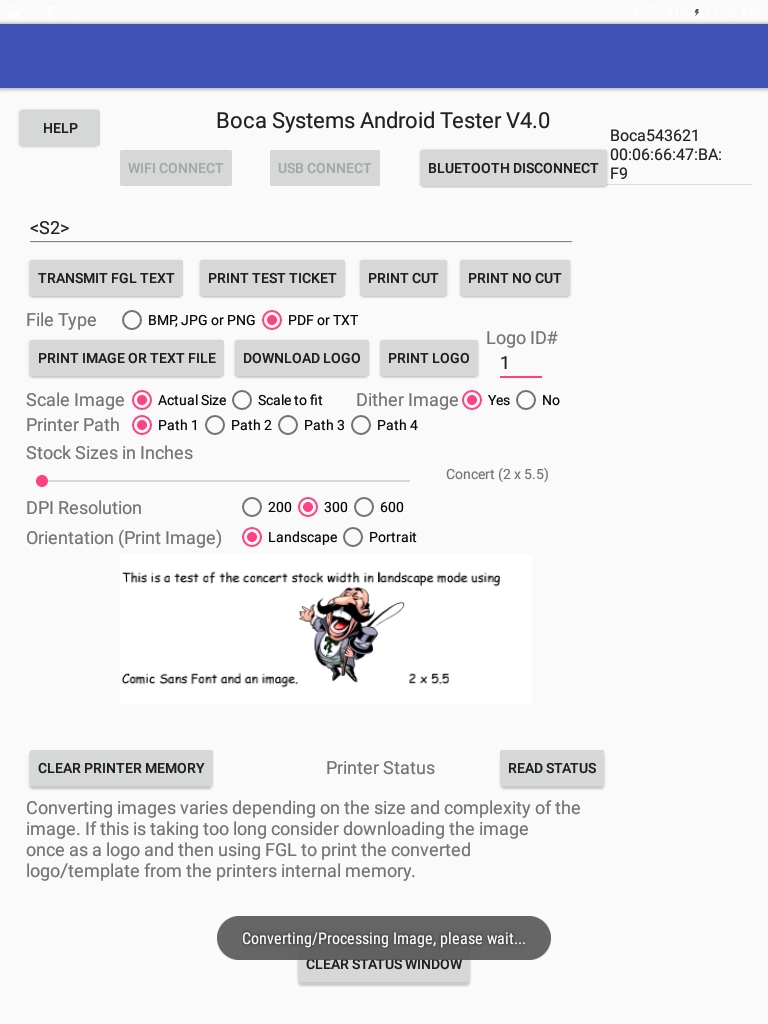 HELP
Boca Systems Android Tester V4.0
WIFI CONNECT
USB CONNECT
BLUETOOTH DISCONNECT
Boca543621
00:06:66:47:BA:
F9
<S2>
TRANSMIT FGL TEXT
PRINT TEST TICKET
PRINT CUT
PRINT NO CUT
File Type
BMP, JPG or PNG
PDF or TXT
PRINT IMAGE OR TEXT FILE
DOWNLOAD LOGO
PRINT LOGO
Logo ID#
1
Scale Image
Actual Size
Scale to fit
Dither Image
Yes
No
Printer Path
Path 1
Path 2
Path 3
Path 4
Stock Sizes in Inches
Concert (2 x 5.5)
DPI Resolution
200
300
600
Orientation (Print Image)
Landscape
Portrait
This is a test of the concert stock width in landscape mode using
Comic Sans Font and an image.
2 x 5.5
CLEAR PRINTER MEMORY
Printer Status
READ STATUS
Converting images varies depending on the size and complexity of the
image. If this is taking too long consider downloading the image
once as a logo and then using FGL to print the converted
logo/template from the printers internal memory.
Converting/Processing Image, please wait...
CLEAR STATUS WINDOW